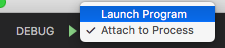 Launch Program
DEBUG
✓ Attach to Process